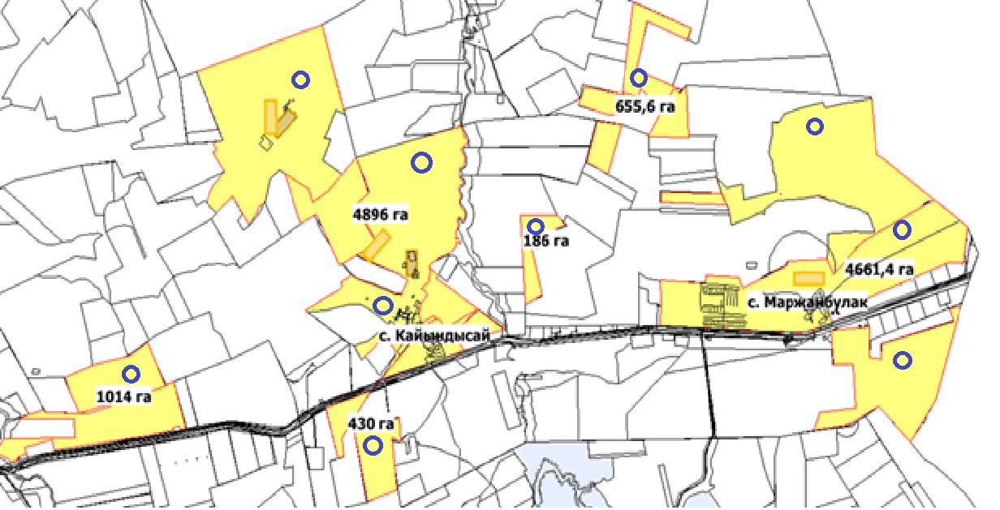 655,6 га
4896 га
186 га
4661,4 га
с. Маржанбулак
с. Кайындысай
1014 га
430 га